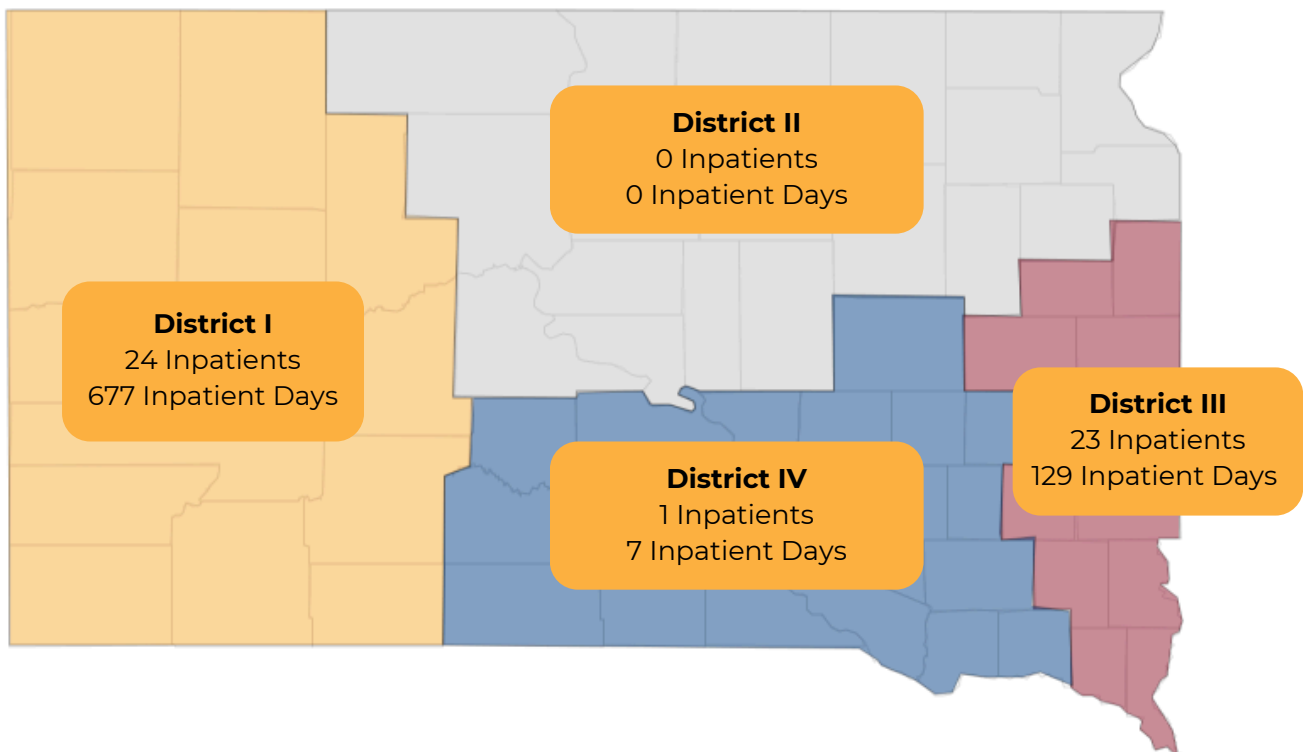 District II
0 Inpatients
0 Inpatient Days
District I
24 Inpatients
677 Inpatient Days
District III
23 Inpatients
129 Inpatient Days
District IV
1 Inpatients
7 Inpatient Days